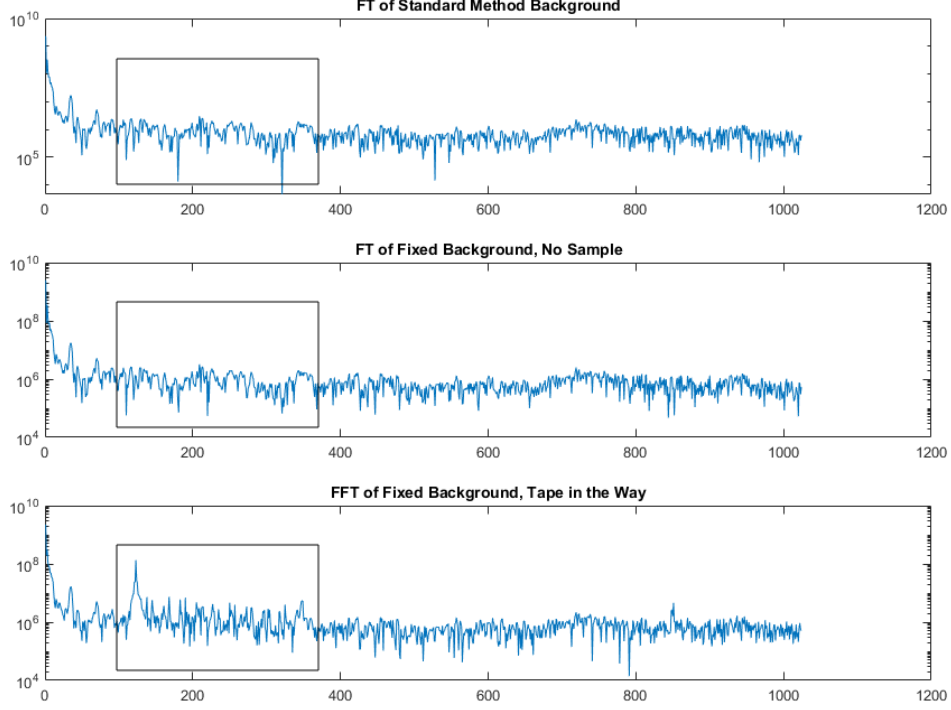 FT of Standard Method Background
10^10
10^5
0 200 400 600 800 1000 1200
FT of Fixed Background, No Sample
10^10
10^8
10^6
10^4
0 200 400 600 800 1000 1200
FFT of Fixed Background, Tape in the Way
10^10
10^8
10^6
10^4
0 200 400 600 800 1000 1200